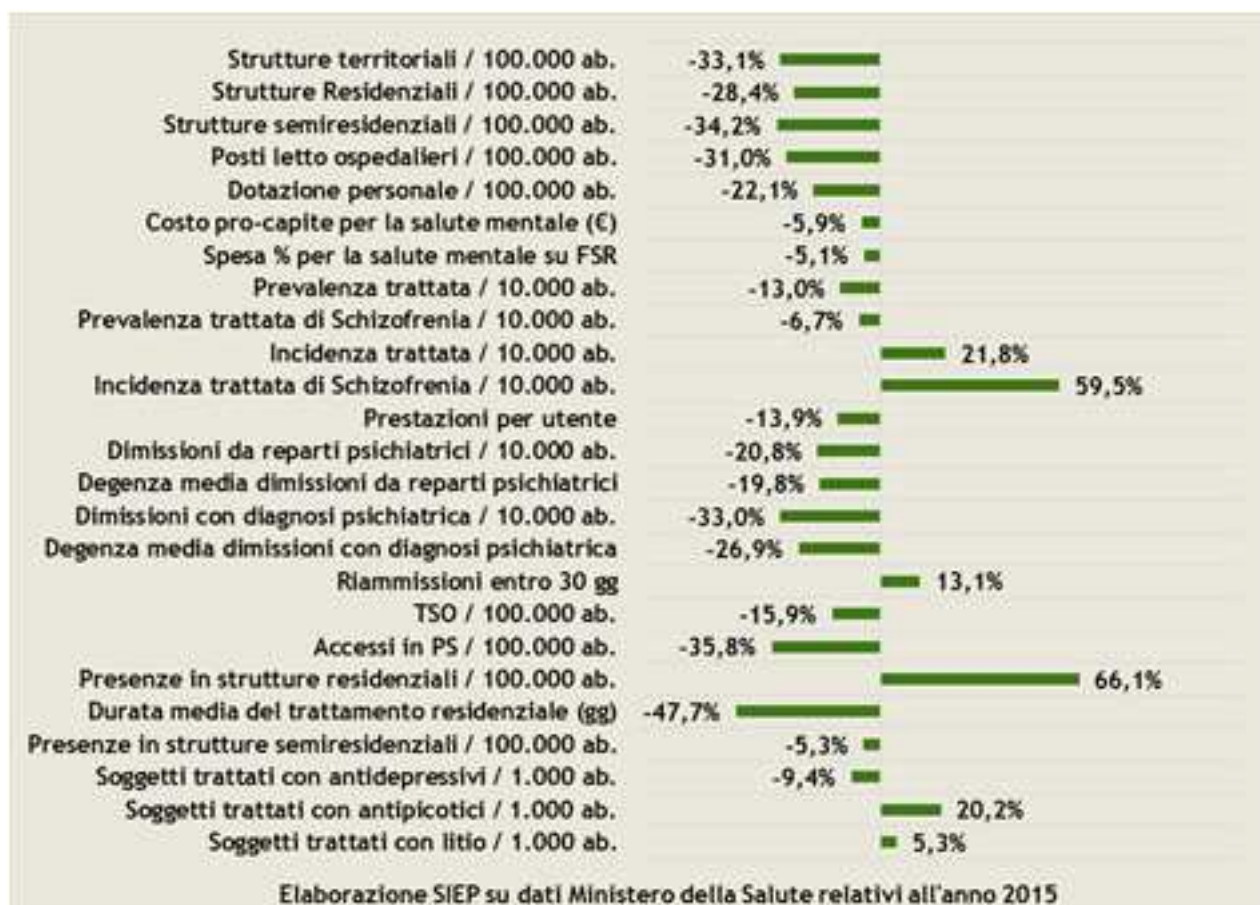 Strutture territoriali / 100.000 ab. -33,1%
Strutture Residenziali / 100.000 ab. -28,4%
Strutture semiresidenziali / 100.000 ab. -34,2%
Posti letto ospedalieri / 100.000 ab. -31,0%
Dotazione personale / 100.000 ab. -22,1%
Costo pro-capite per la salute mentale (€) -5,9%
Spesa % per la salute mentale su FSR -5,1%
Prevalenza trattata / 10.000 ab. -13,0%
Prevalenza trattata di Schizofrenia / 10.000 ab. -6,7%
Incidenza trattata / 10.000 ab. 21,8%
Incidenza trattata di Schizofrenia / 10.000 ab. 59,5%
Prestazioni per utente -13,9%
Dimissioni da reparti psichiatrici / 10.000 ab. -20,8%
Degenza media dimissioni da reparti psichiatrici -19,8%
Dimissioni con diagnosi psichiatrica / 10.000 ab. -33,0%
Degenza media dimissioni con diagnosi psichiatrica -26,9%
Riammissioni entro 30 gg 13,1%
TSO / 100.000 ab. -15,9%
Accessi in PS / 100.000 ab. -35,8%
Presenze in strutture residenziali / 100.000 ab. 66,1%
Durata media del trattamento residenziale (gg) -47,7%
Presenze in strutture semiresidenziali / 100.000 ab. -5,3%
Soggetti trattati con antidepressivi / 1.000 ab. -9,4%
Soggetti trattati con antipicotici / 1.000 ab. 20,2%
Soggetti trattati con litio / 1.000 ab. 5,3%
Elaborazione SIEP su dati Ministero della Salute relativi all'anno 2015